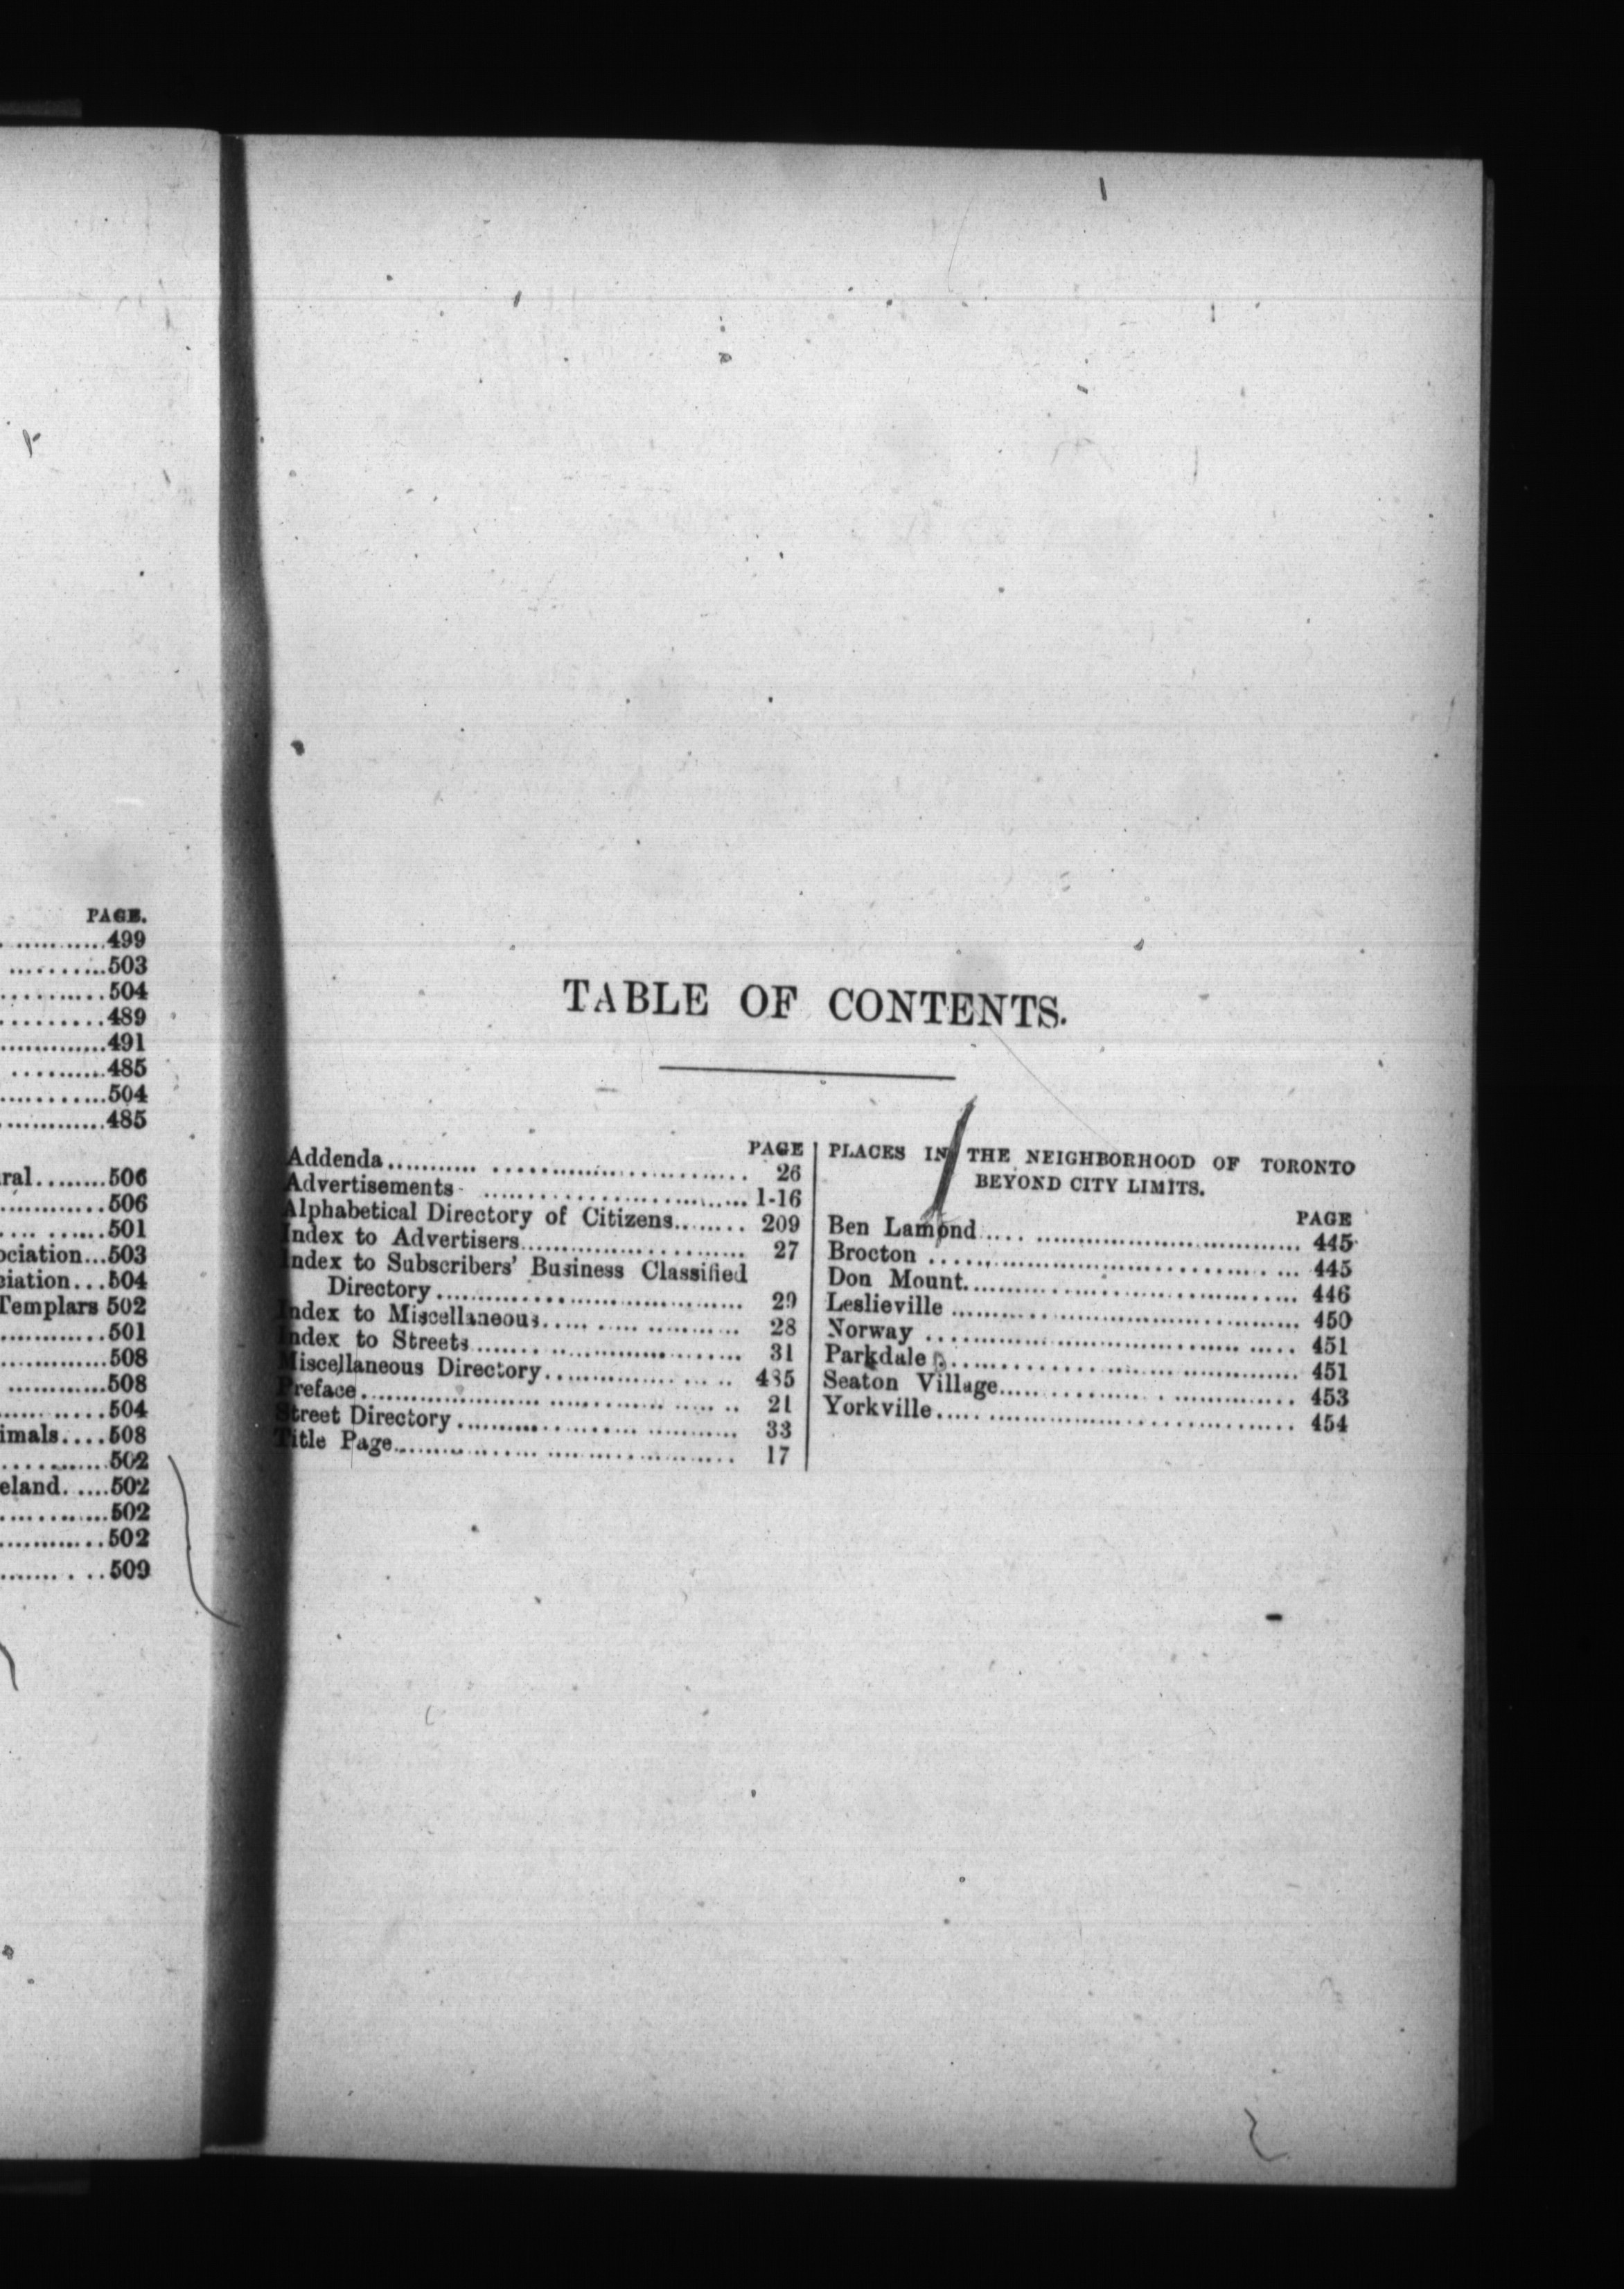 PAGE.
...........499
..........503
..........504
..........489
............491
..........485
...........504
............485
ral........506
............506
.... ......501
ociation...503
ciation...504
Templars 502
............501
............508
............508
..........504
imals....508
...........502
eland.....502
...........502
...........502
....... . ..509
TABLE OF CONTENTS.
PAGE
Addenda........... ................................ 26
Advertisements ................................ 1-16
Alphabetical Directory of Citizens........ 209
Index to Advertisers........................... 27
Index to Subscribers' Business Classified
Directory..................................... 29
Index to Miscellaneous..... ..... ........... 28
Index to Streets................................ 31
Miscellaneous Directory.................. .. 485
Preface............................................ 21
Street Directory................................ 33
Title Page........................................ 17
PLACES IN THE NEIGHBORHOOD OF TORONTO
BEYOND CITY LIMITS.
PAGE
Ben Lamond..... ................................ 445
Brocton ........................................ ... 445
Don Mount........................................ 446
Leslieville ........................................ 450
Norway ........................................ ..... 451
Parkdale ........................................ 451
Seaton Village.................................... 453
Yorkville..... .................................... 454